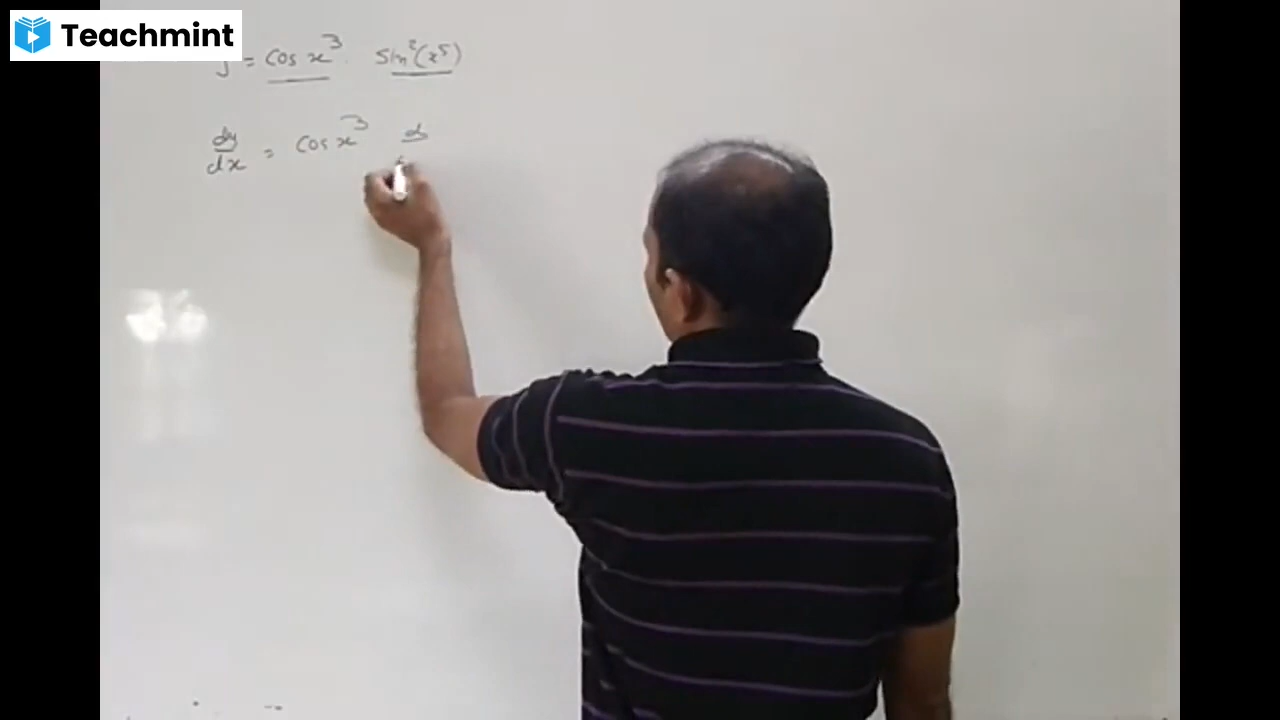 Teachmint
y = cos x³ . sin²(x⁵)
dy/dx = cos x³ d